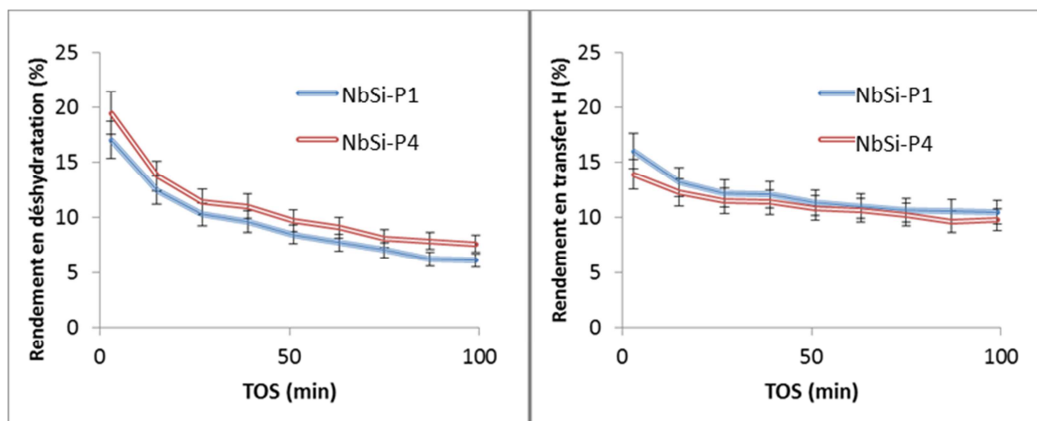 Rendement en déshydratation (%)
25
20
15
10
5
0
0
50
100
TOS (min)
NbSi-P1
NbSi-P4
Rendement en transfert H (%)
25
20
15
10
5
0
0
50
100
TOS (min)
NbSi-P1
NbSi-P4